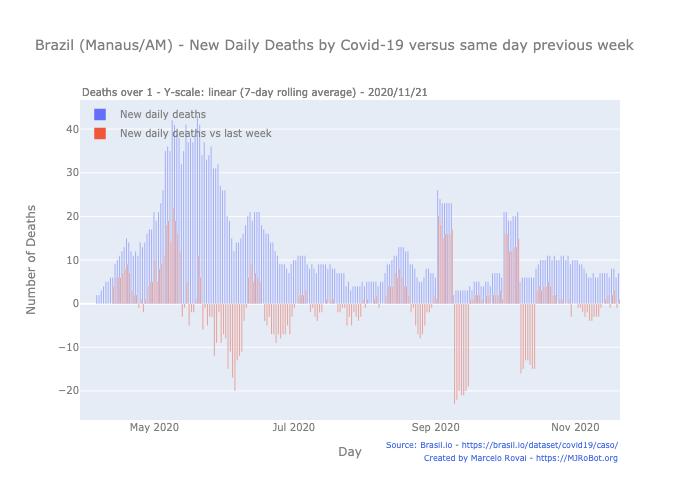 Brazil (Manaus/AM) - New Daily Deaths by Covid-19 versus same day previous week
Deaths over 1 - Y-scale: linear (7-day rolling average) - 2020/11/21
New daily deaths
New daily deaths vs last week
40
30
20
10
0
−10
−20
Number of Deaths
May 2020
Jul 2020
Sep 2020
Nov 2020
Day
Source: Brasil.io - https://brasil.io/dataset/covid19/caso/
Created by Marcelo Rovai - https://MJRoBot.org